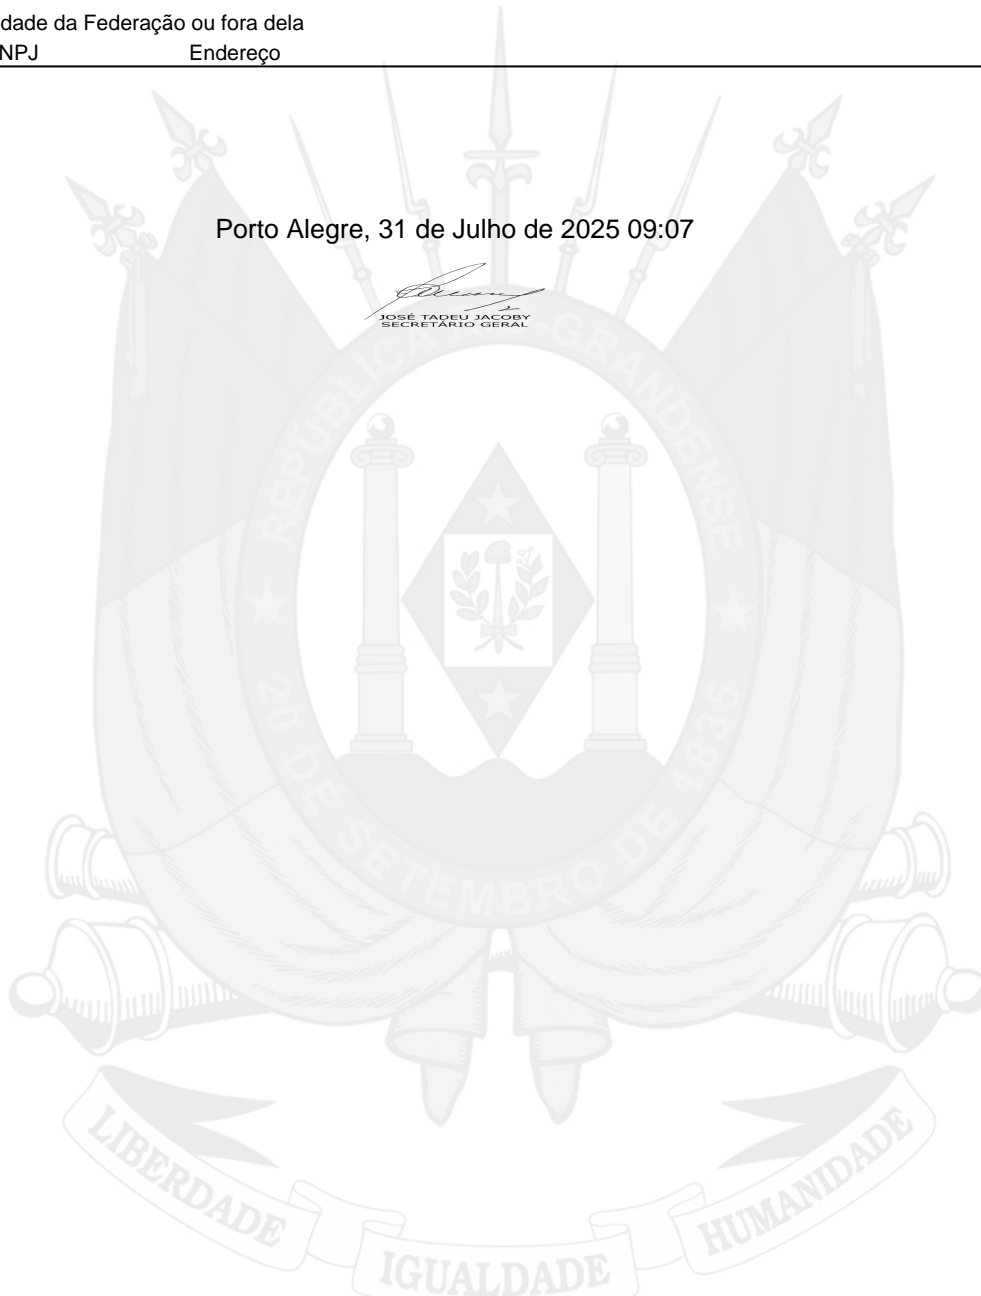 dade da Federação ou fora dela
NPJ Endereço
Porto Alegre, 31 de Julho de 2025 09:07
JOSÉ TADEU JACOBY
SECRETÁRIO GERAL
REPÚBLICA RIO-GRANDENSE
20 DE SETEMBRO DE 1835
LIBERDADE
IGUALDADE
HUMANIDADE